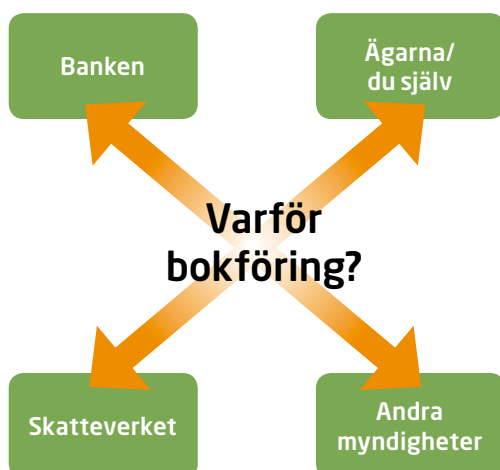 Banken
Ägarna/
du själv
Varför
bokföring?
Skatteverket
Andra
myndigheter